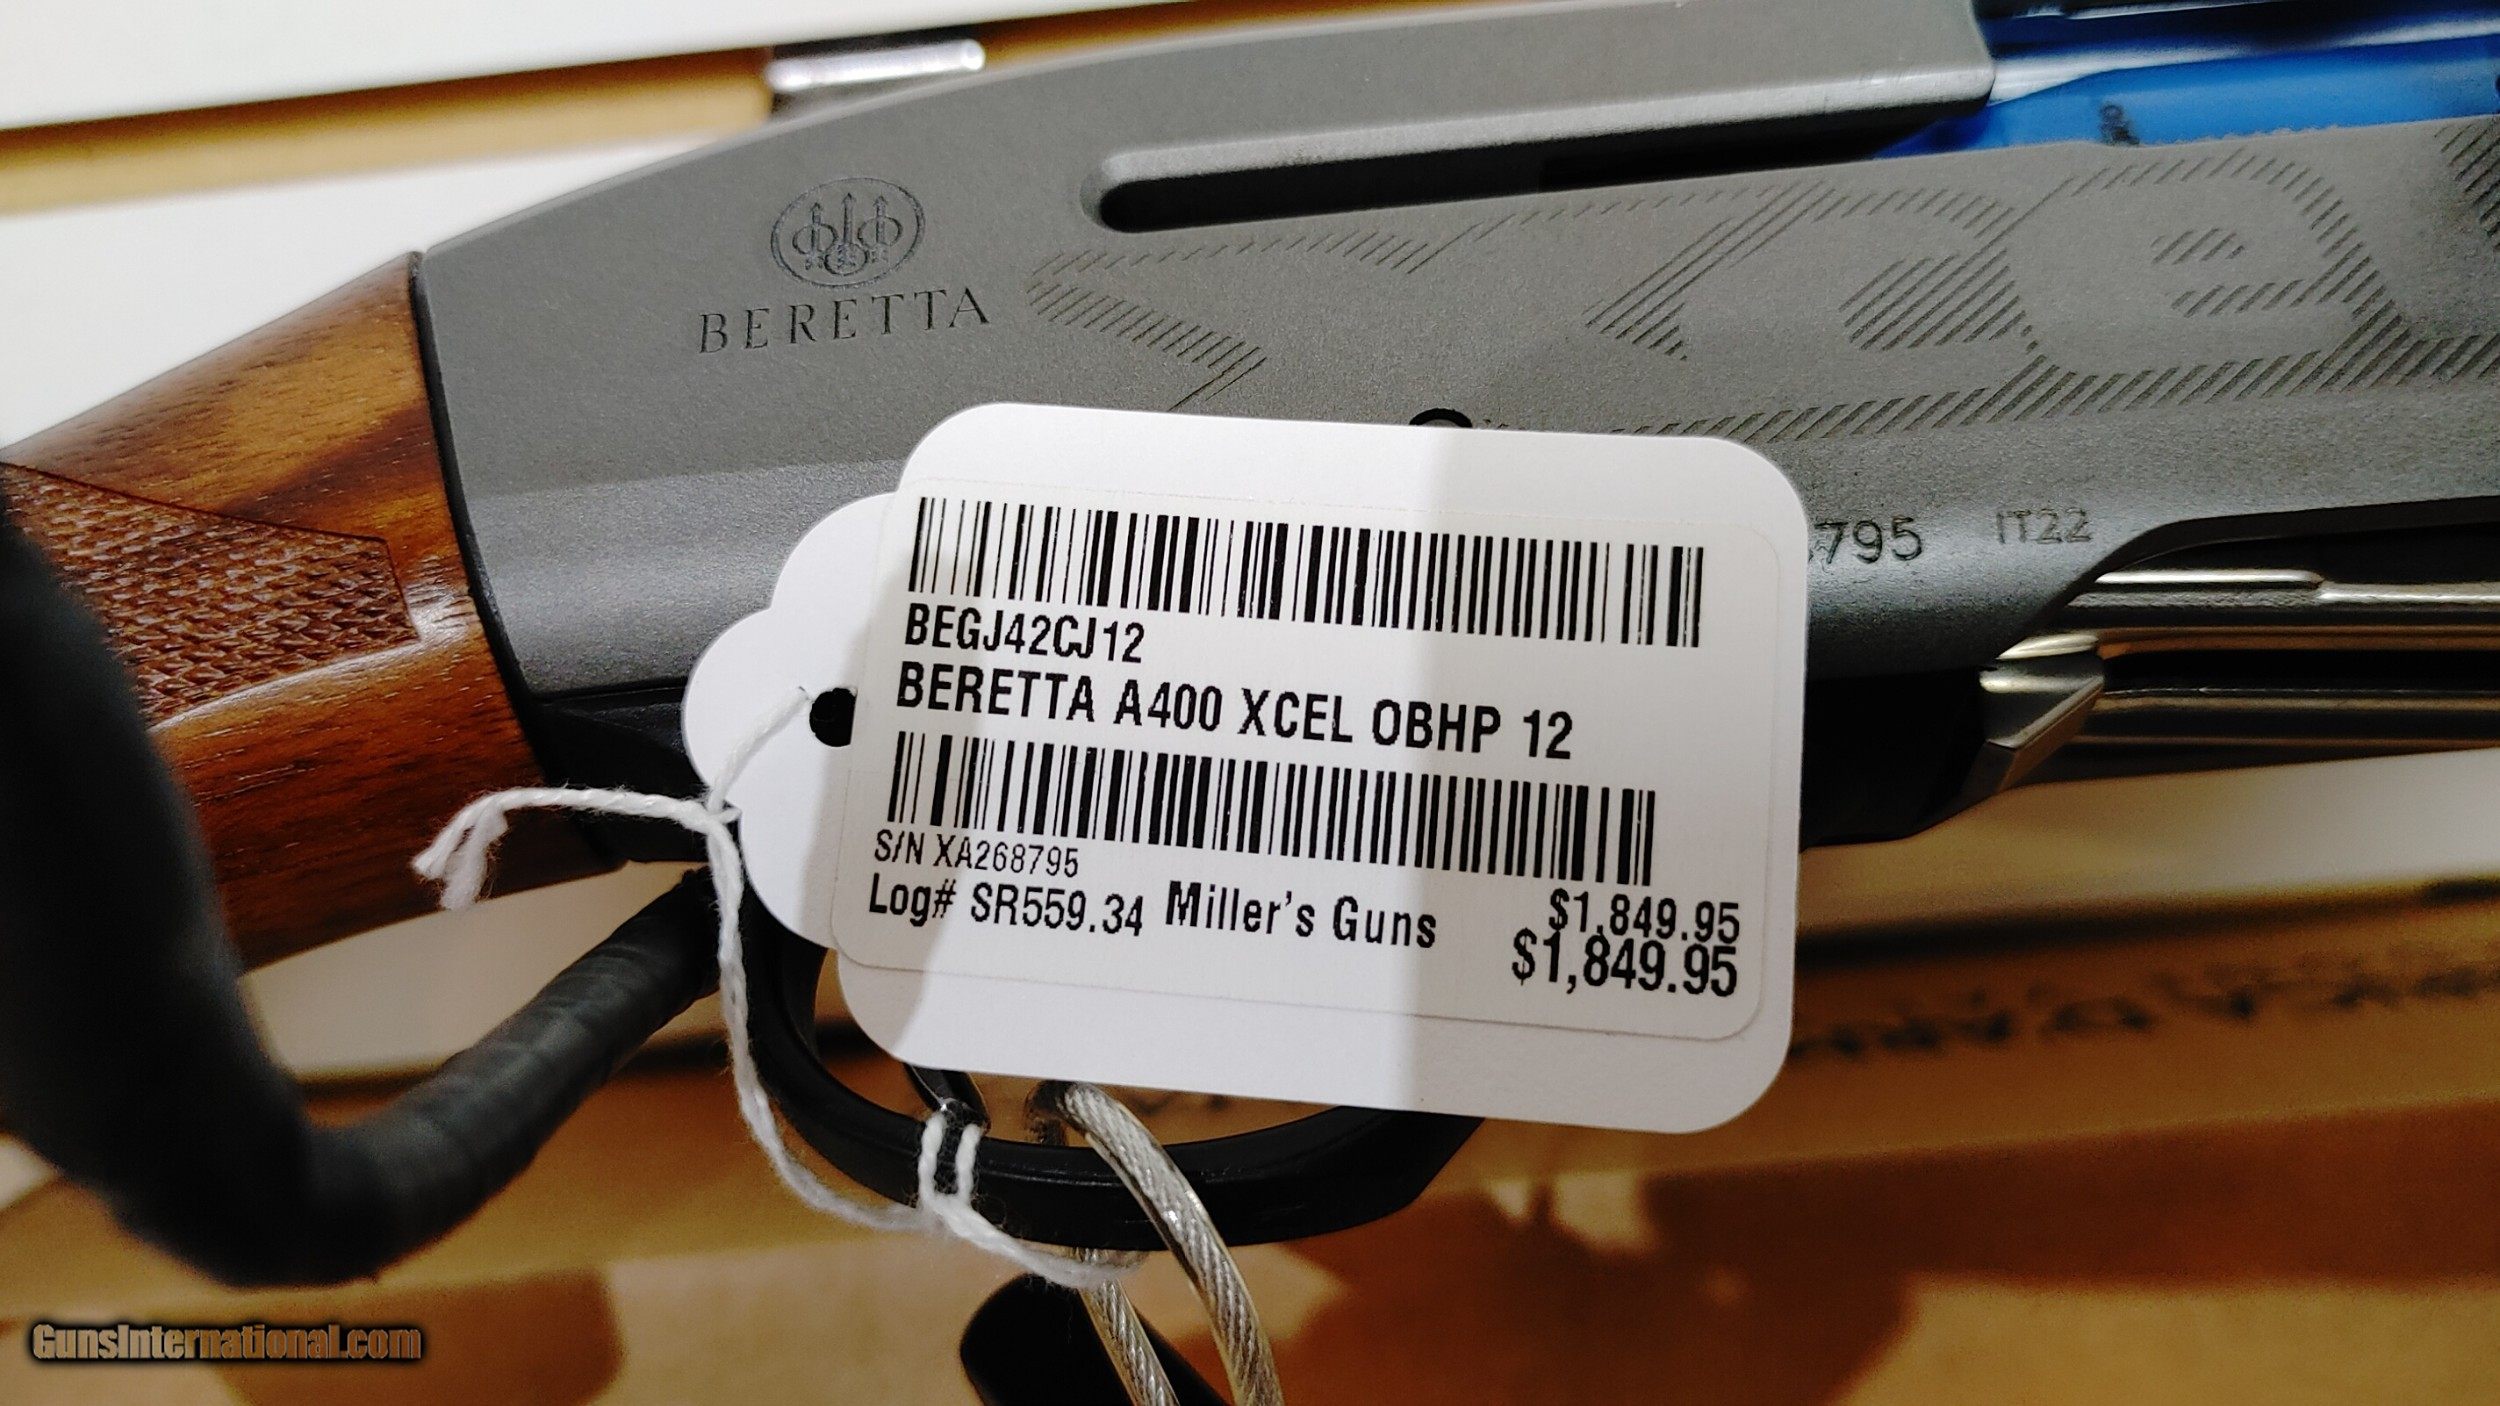 BERETTA
795 IT22
BEGJ42CJ12
BERETTA A400 XCEL OBHP 12
S/N XA268795
Log# SR559.34 Miller's Guns $1,849.95
$1,849.95
GunsInternational.com